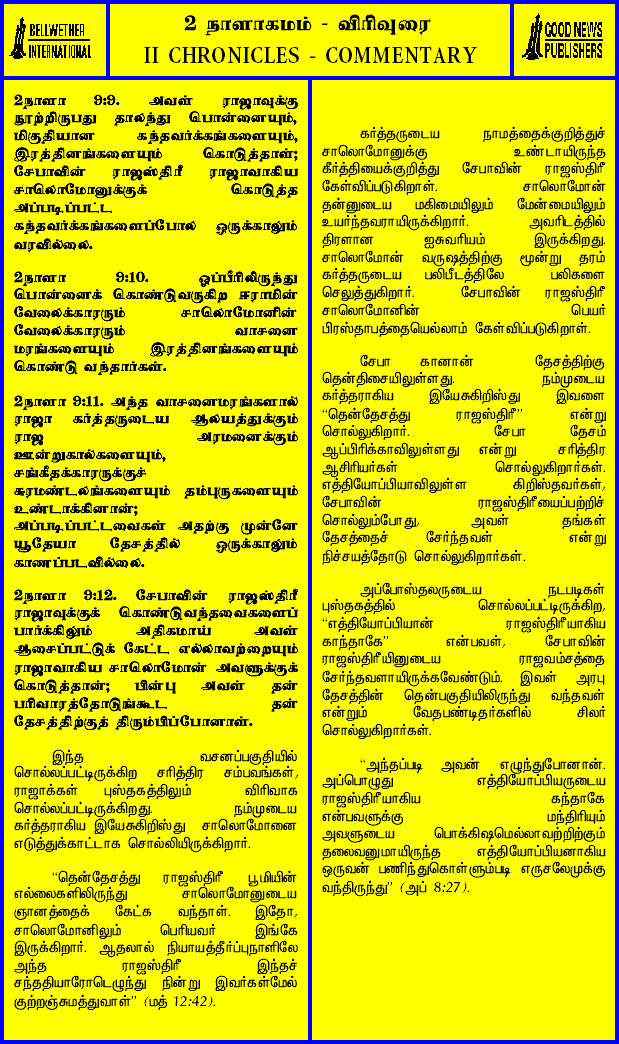 BELLWETHER
INTERNATIONAL
2 நாளாகமம் - விரிவுரை
II CHRONICLES - COMMENTARY
GOOD NEWS
PUBLISHERS
2நாளா 9:9. அவள் ராஜாவுக்கு
நூற்றிருபது தாலந்து பொன்னையும்,
மிகுதியான கந்தவர்க்கங்களையும்,
இரத்தினங்களையும் கொடுத்தாள்;
சேபாவின் ராஜஸ்திரீ ராஜாவாகிய
சாலொமோனுக்குக் கொடுத்த
அப்படிப்பட்ட
கந்தவர்க்கங்களைப்போல ஒருக்காலும்
வரவில்லை.
2நாளா 9:10. ஓப்பீரிலிருந்து
பொன்னைக் கொண்டுவருகிற ஈராமின்
வேலைக்காரரும் சாலொமோனின்
வேலைக்காரரும் வாசனை
மரங்களையும் இரத்தினங்களையும்
கொண்டு வந்தார்கள்.
2நாளா 9:11. அந்த வாசனைமரங்களால்
ராஜா கர்த்தருடைய ஆலயத்துக்கும்
ராஜ அரமனைக்கும்
ஊன்றுகால்களையும்,
சங்கீதக்காரருக்குச்
சுரமண்டலங்களையும் தம்புருகளையும்
உண்டாக்கினான்;
அப்படிப்பட்டவைகள் அதற்கு முன்னே
யூதேயா தேசத்தில் ஒருக்காலும்
காணப்படவில்லை.
2நாளா 9:12. சேபாவின் ராஜஸ்திரீ
ராஜாவுக்குக் கொண்டுவந்தவைகளைப்
பார்க்கிலும் அதிகமாய் அவள்
ஆசைப்பட்டுக் கேட்ட எல்லாவற்றையும்
ராஜாவாகிய சாலொமோன் அவளுக்குக்
கொடுத்தான்; பின்பு அவள் தன்
பரிவாரத்தோடுங்கூட தன்
தேசத்திற்குத் திரும்பிப்போனாள்.
இந்த வசனப்பகுதியில்
சொல்லப்பட்டிருக்கிற சரித்திர சம்பவங்கள்,
ராஜாக்கள் புஸ்தகத்திலும் விரிவாக
சொல்லப்பட்டிருக்கிறது. நம்முடைய
கர்த்தராகிய இயேசுகிறிஸ்து சாலொமோனை
எடுத்துக்காட்டாக சொல்லியிருக்கிறார்.
“தென்தேசத்து ராஜஸ்திரீ பூமியின்
எல்லைகளிலிருந்து சாலொமோனுடைய
ஞானத்தைக் கேட்க வந்தாள். இதோ,
சாலொமோனிலும் பெரியவர் இங்கே
இருக்கிறார். ஆதலால் நியாயத்தீர்ப்புநாளிலே
அந்த ராஜஸ்திரீ இந்தச்
சந்ததியாரோடெழுந்து நின்று இவர்கள்மேல்
குற்றஞ்சுமத்துவாள்” (மத் 12:42).
கர்த்தருடைய நாமத்தைக்குறித்துச்
சாலொமோனுக்கு உண்டாயிருந்த
கீர்த்தியைக்குறித்து சேபாவின் ராஜஸ்திரீ
கேள்விப்படுகிறாள். சாலொமோன்
தன்னுடைய மகிமையிலும் மேன்மையிலும்
உயர்ந்தவராயிருக்கிறார். அவரிடத்தில்
திரளான ஐசுவரியம் இருக்கிறது.
சாலொமோன் வருஷத்திற்கு மூன்று தரம்
கர்த்தருடைய பலிபீடத்திலே பலிகளை
செலுத்துகிறார். சேபாவின் ராஜஸ்திரீ
சாலொமோனின் பெயர்
பிரஸ்தாபத்தையெல்லாம் கேள்விப்படுகிறாள்.
சேபா கானான் தேசத்திற்கு
தென்திசையிலுள்ளது. நம்முடைய
கர்த்தராகிய இயேசுகிறிஸ்து இவளை
“தென்தேசத்து ராஜஸ்திரீ” என்று
சொல்லுகிறார். சேபா தேசம்
ஆப்பிரிக்காவிலுள்ளது என்று சரித்திர
ஆசிரியர்கள் சொல்லுகிறார்கள்.
எத்தியோப்பியாவிலுள்ள கிறிஸ்தவர்கள்,
சேபாவின் ராஜஸ்திரீயைப்பற்றிச்
சொல்லும்போது, அவள் தங்கள்
தேசத்தைச் சேர்ந்தவள் என்று
நிச்சயத்தோடு சொல்லுகிறார்கள்.
அப்போஸ்தலருடைய நடபடிகள்
புஸ்தகத்தில் சொல்லப்பட்டிருக்கிற,
“எத்தியோப்பியான் ராஜஸ்திரீயாகிய
காந்தாகே” என்பவள், சேபாவின்
ராஜஸ்திரீயினுடைய ராஜவம்சத்தை
சேர்ந்தவளாயிருக்கவேண்டும். இவள் அரபு
தேசத்தின் தென்பகுதியிலிருந்து வந்தவள்
என்றும் வேதபண்டிதர்களில் சிலர்
சொல்லுகிறார்கள்.
“அந்தப்படி அவன் எழுந்துபோனான்.
அப்பொழுது எத்தியோப்பியருடைய
ராஜஸ்திரீயாகிய கந்தாகே
என்பவளுக்கு மந்திரியும்
அவளுடைய பொக்கிஷமெல்லாவற்றிற்கும்
தலைவனுமாயிருந்த எத்தியோப்பியனாகிய
ஒருவன் பணிந்துகொள்ளும்படி எருசலேமுக்கு
வந்திருந்து” (அப் 8:27).